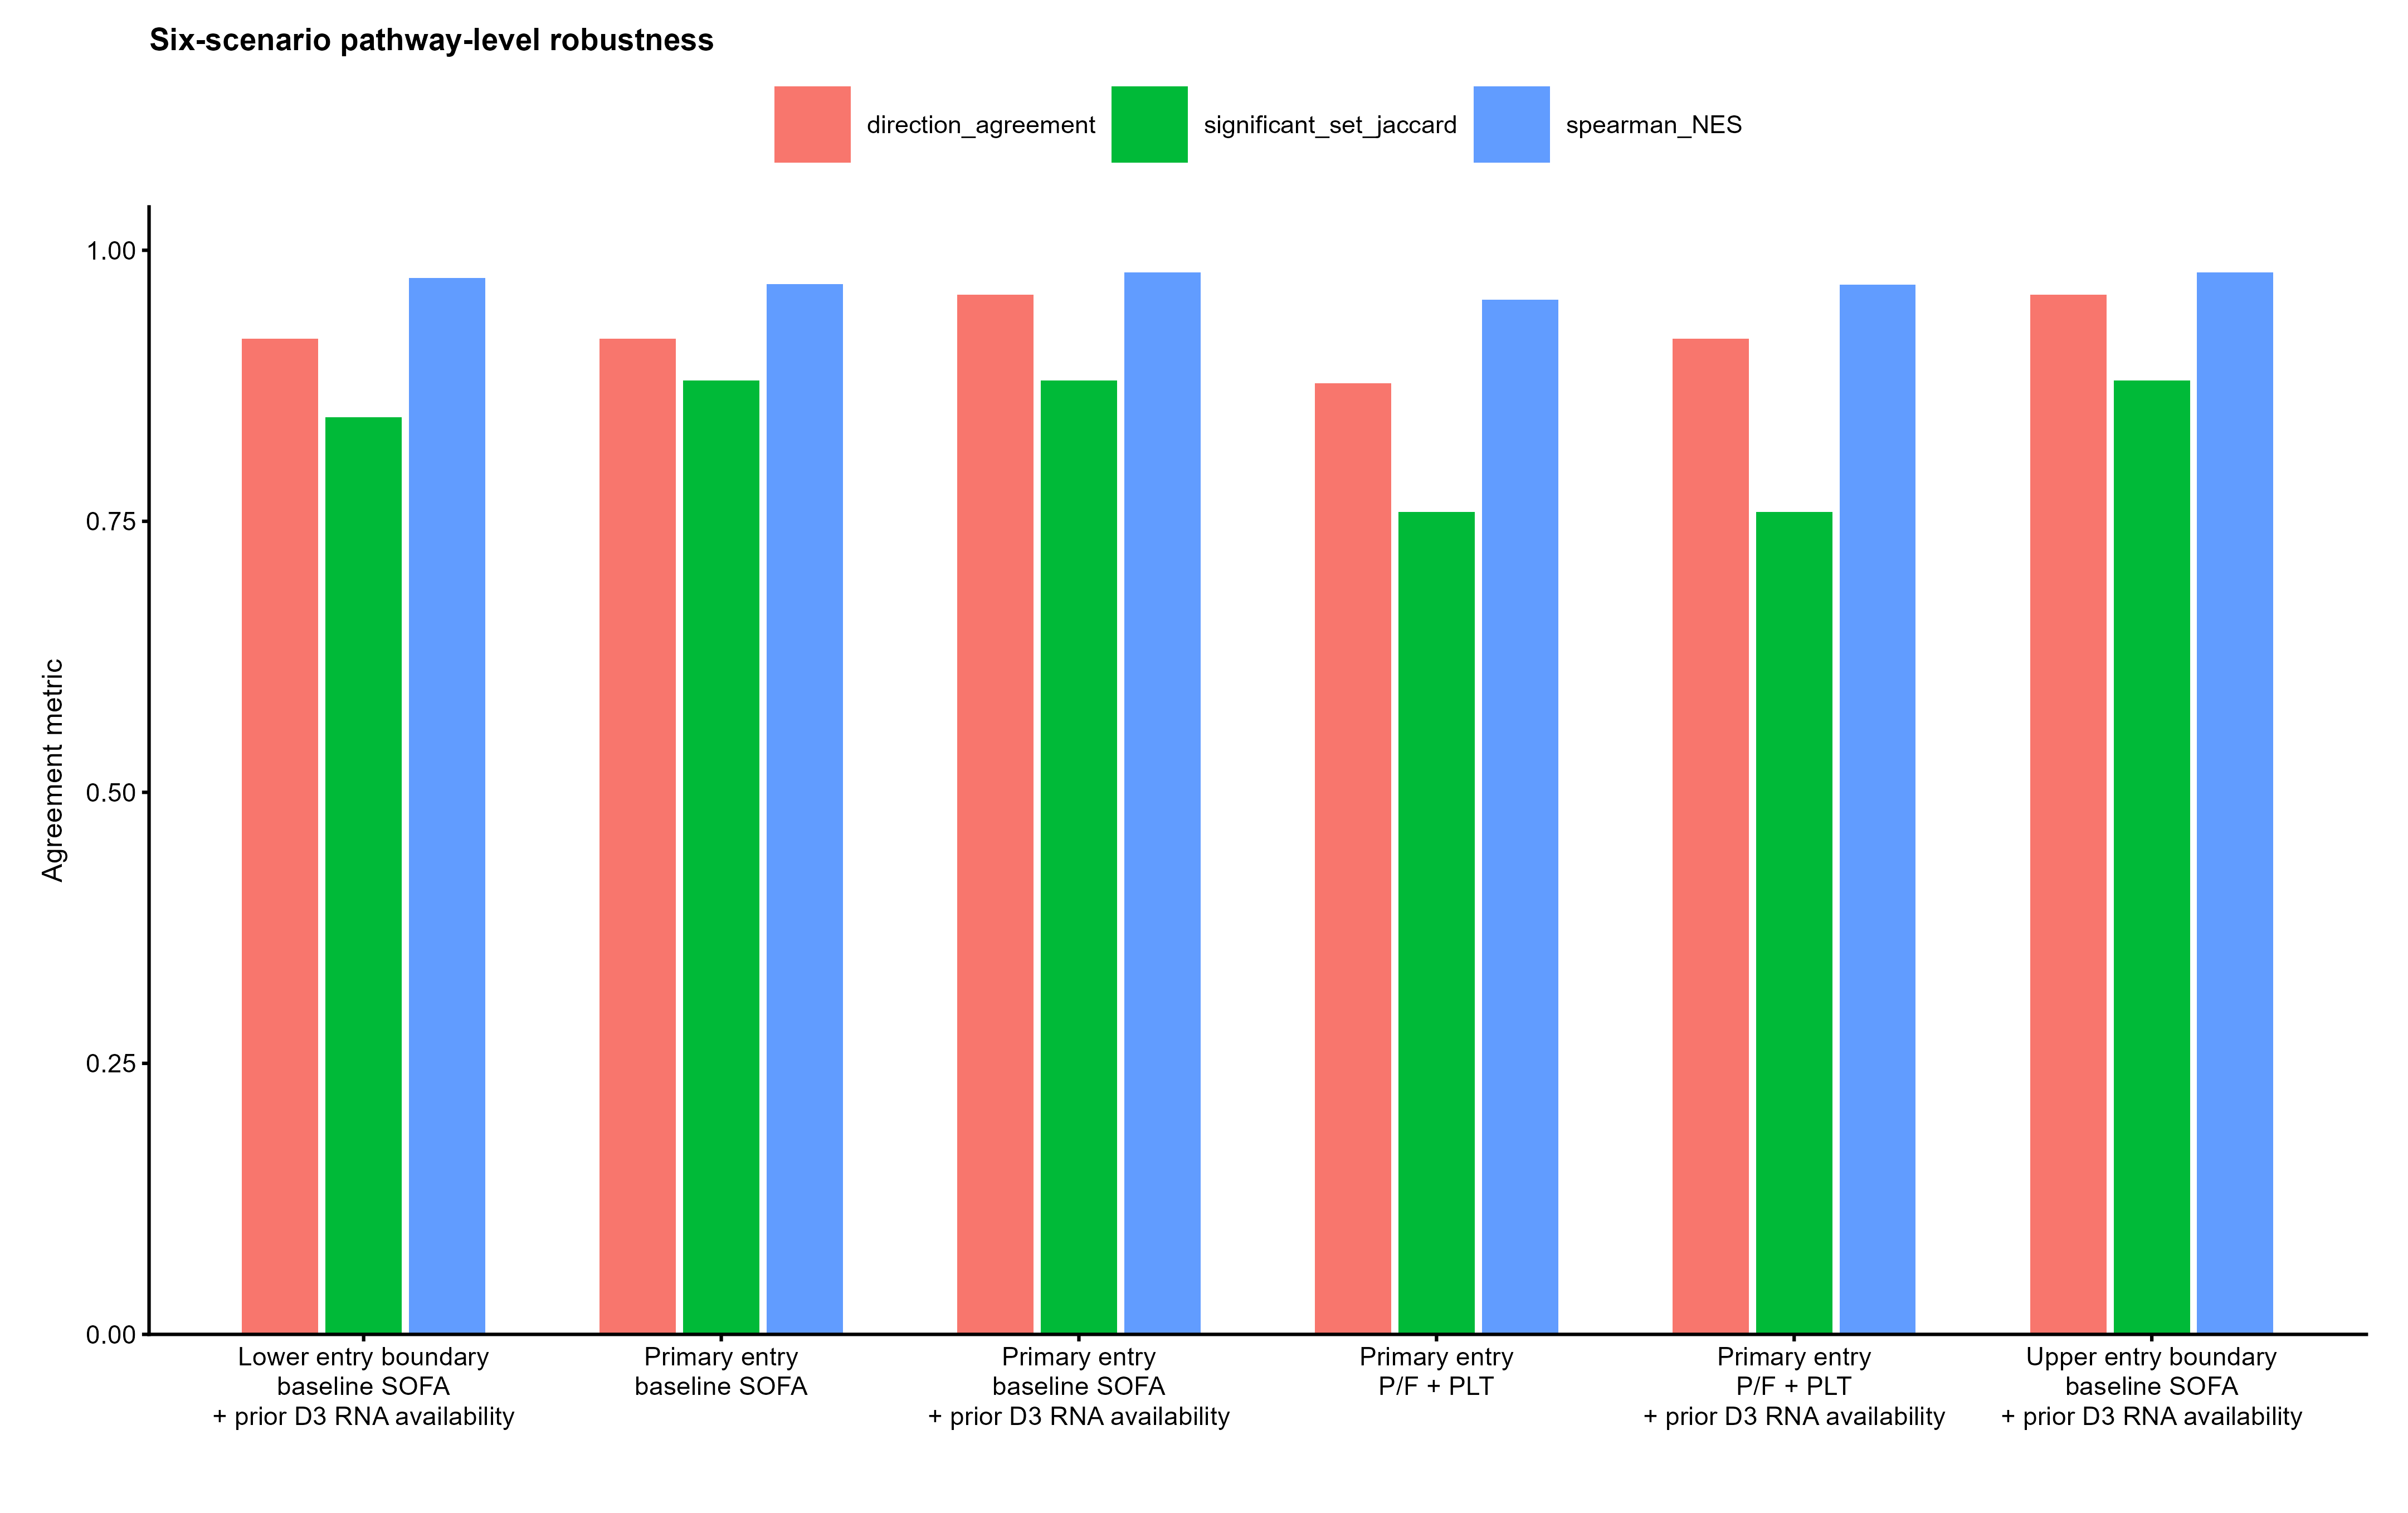 Six-scenario pathway-level robustness
direction_agreement
significant_set_jaccard
spearman_NES
Agreement metric
1.00
0.75
0.50
0.25
0.00
Lower entry boundary
baseline SOFA
+ prior D3 RNA availability
Primary entry
baseline SOFA
Primary entry
baseline SOFA
+ prior D3 RNA availability
Primary entry
P/F + PLT
Primary entry
P/F + PLT
+ prior D3 RNA availability
Upper entry boundary
baseline SOFA
+ prior D3 RNA availability